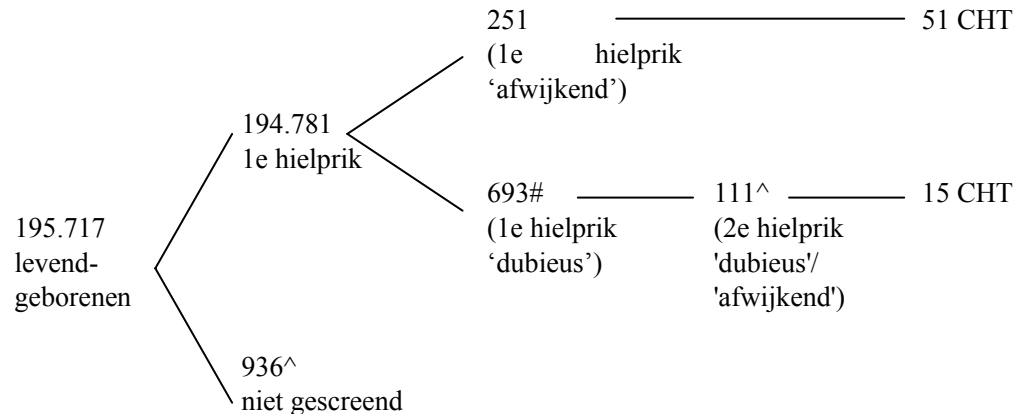 251
51 CHT
(1e hielprik
‘afwijkend’)
194.781
1e hielprik
693#
111^
15 CHT
(1e hielprik
‘dubieus’)
(2e hielprik
'dubieus'/
'afwijkend')
195.717
levend-
geborenen
936^
niet gescreend